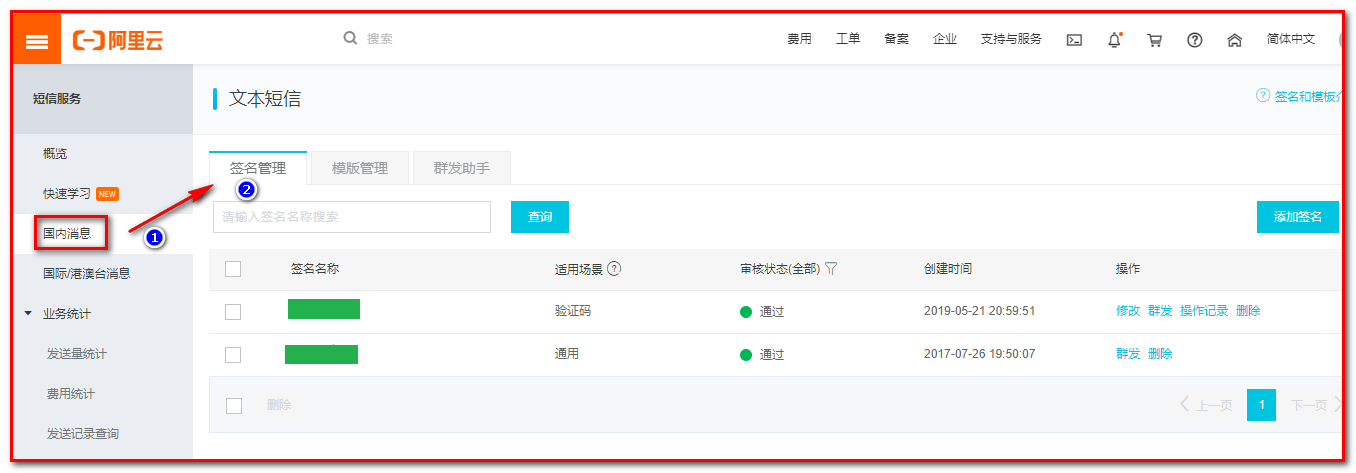 阿里云 搜索 费用 工单 备案 企业 支持与服务 简体中文
短信服务
文本短信
签名和模板
概览
签名管理 模版管理 群发助手
快速学习 NEW
2
请输入签名名称搜索 查询 添加签名
国内消息
1
签名名称 适用场景 审核状态(全部) 创建时间 操作
国际/港澳台消息
验证码 通过 2019-05-21 20:59:51 修改 群发 操作记录 删除
业务统计
通用 通过 2017-07-26 19:50:07 群发 删除
发送量统计
费用统计
删除 上一页 1 下一页
发送记录查询